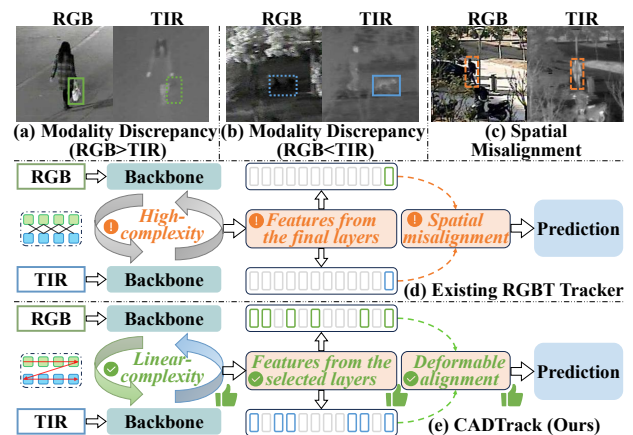 RGB TIR RGB TIR RGB TIR
(a) Modality Discrepancy (b) Modality Discrepancy (c) Spatial
(RGB>TIR) (RGB<TIR) Misalignment
RGB Backbone
High-
complexity
Features from
the final layers
Spatial
misalignment
Prediction
TIR Backbone
(d) Existing RGBT Tracker
RGB Backbone
Linear-
complexity
Features from the
selected layers
Deformable
alignment
Prediction
TIR Backbone
(e) CADTrack (Ours)